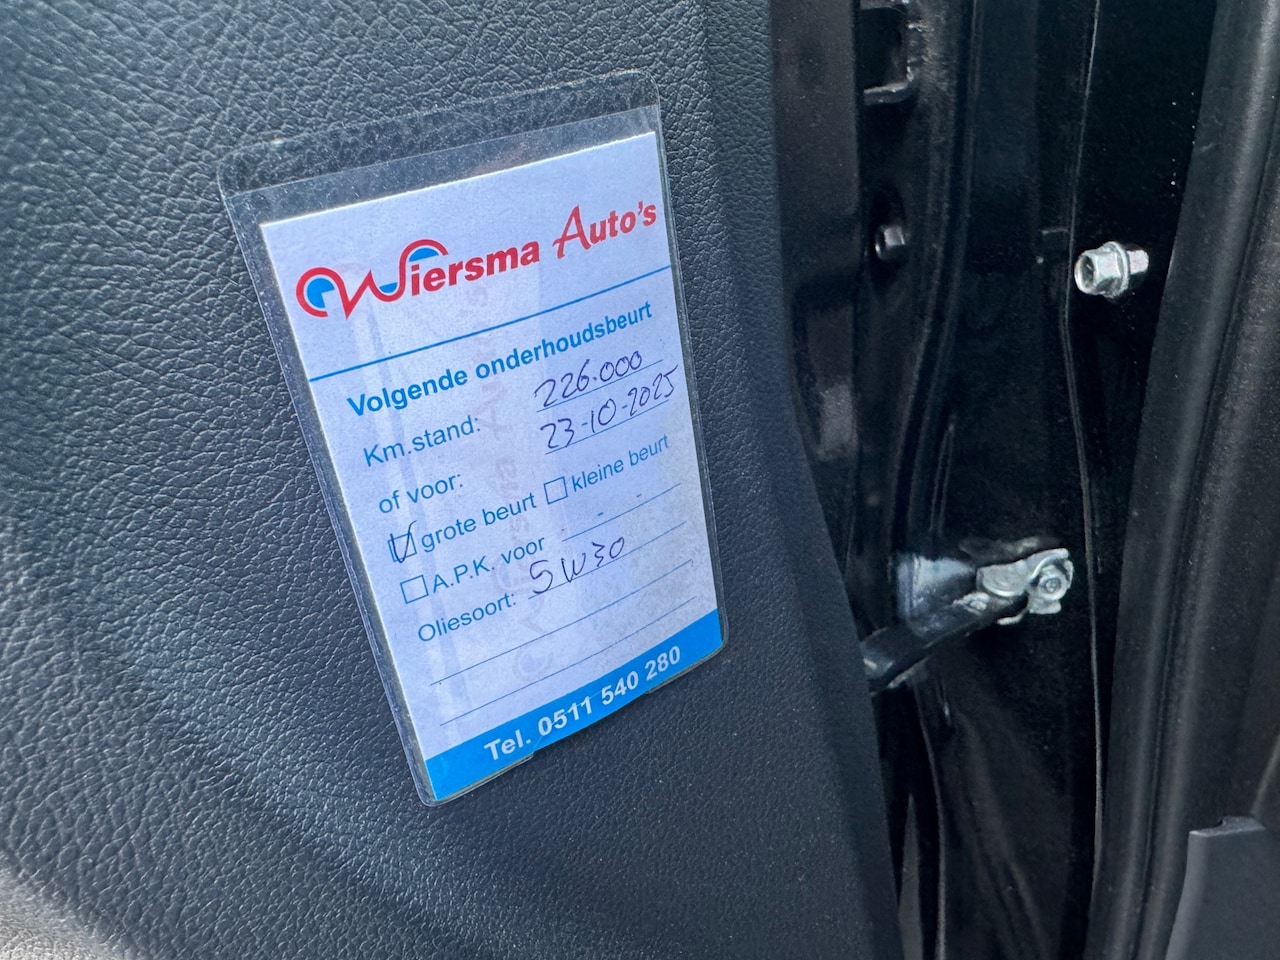 Wiersma Auto's
Volgende onderhoudsbeurt
Km.stand: 226.000
of voor: 23-10-2025
grote beurt kleine beurt
A.P.K. voor -
Oliesoort: 5W30
Tel. 0511 540 280